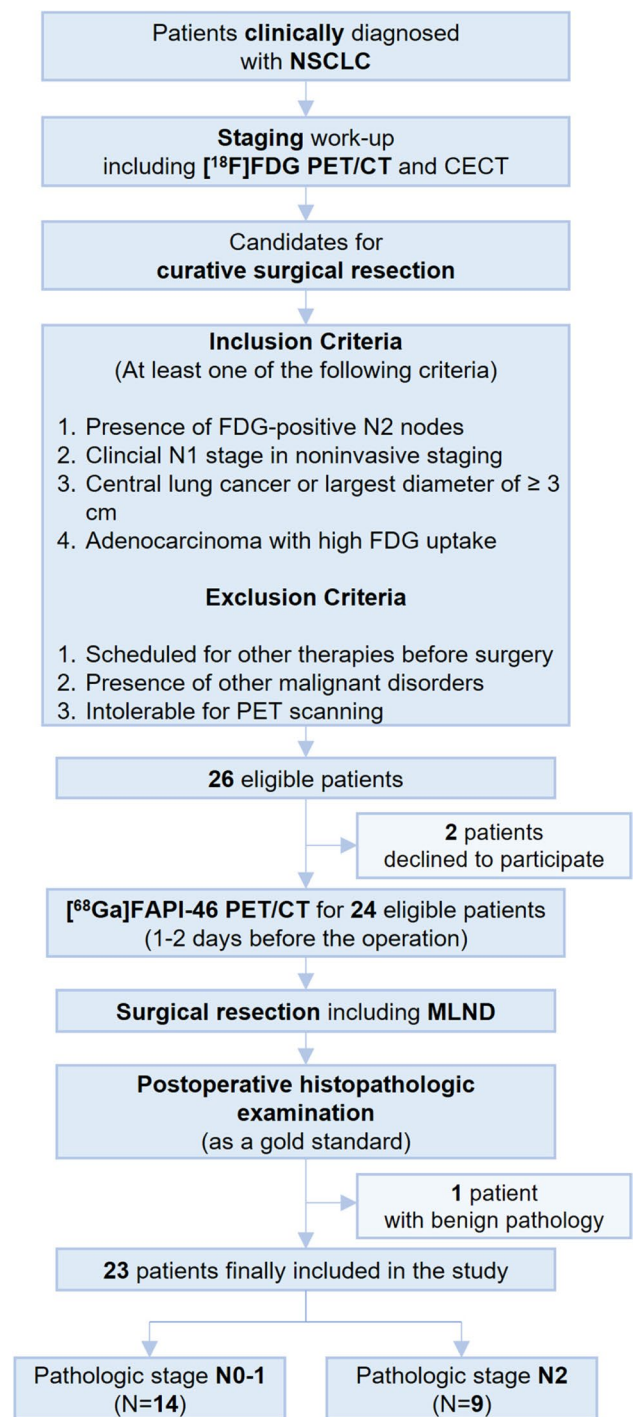 Patients clinically diagnosed
with NSCLC
Staging work-up
including [¹⁸F]FDG PET/CT and CECT
Candidates for
curative surgical resection
Inclusion Criteria
(At least one of the following criteria)
1. Presence of FDG-positive N2 nodes
2. Clincial N1 stage in noninvasive staging
3. Central lung cancer or largest diameter of ≥ 3
cm
4. Adenocarcinoma with high FDG uptake
Exclusion Criteria
1. Scheduled for other therapies before surgery
2. Presence of other malignant disorders
3. Intolerable for PET scanning
26 eligible patients
2 patients
declined to participate
[⁶⁸Ga]FAPI-46 PET/CT for 24 eligible patients
(1-2 days before the operation)
Surgical resection including MLND
Postoperative histopathologic
examination
(as a gold standard)
1 patient
with benign pathology
23 patients finally included in the study
Pathologic stage N0-1
(N=14)
Pathologic stage N2
(N=9)